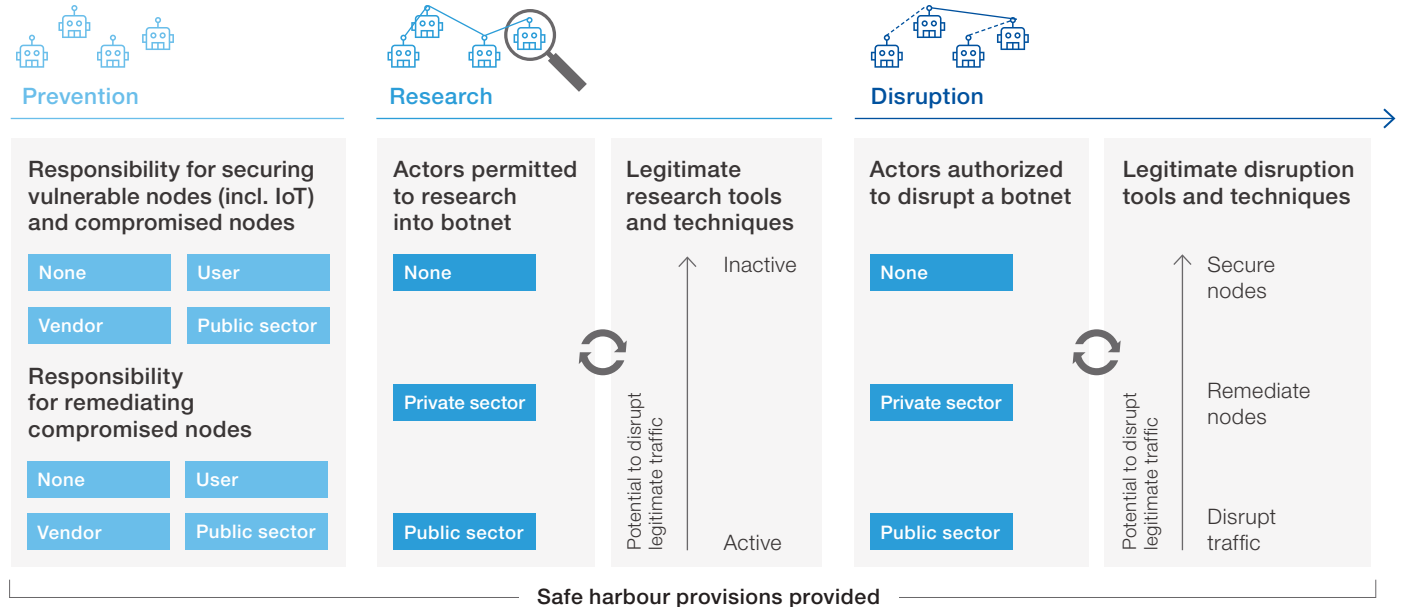 Prevention
Research
Disruption
Responsibility for securing
vulnerable nodes (incl. IoT)
and compromised nodes
None
User
Vendor
Public sector
Responsibility
for remediating
compromised nodes
None
User
Vendor
Public sector
Actors permitted
to research
into botnet
None
Private sector
Public sector
Legitimate
research tools
and techniques
Inactive
Potential to disrupt
legitimate traffic
Active
Actors authorized
to disrupt a botnet
None
Private sector
Public sector
Legitimate disruption
tools and techniques
Secure
nodes
Remediate
nodes
Potential to disrupt
legitimate traffic
Disrupt
traffic
Safe harbour provisions provided